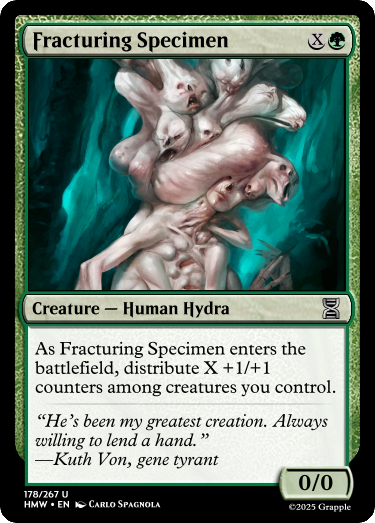 Fracturing Specimen X
Creature — Human Hydra
As Fracturing Specimen enters the
battlefield, distribute X +1/+1
counters among creatures you control.
“He's been my greatest creation. Always
willing to lend a hand.”
—Kuth Von, gene tyrant
0/0
178/267 U
HMW • EN Carlo Spagnola
©2025 Grapple